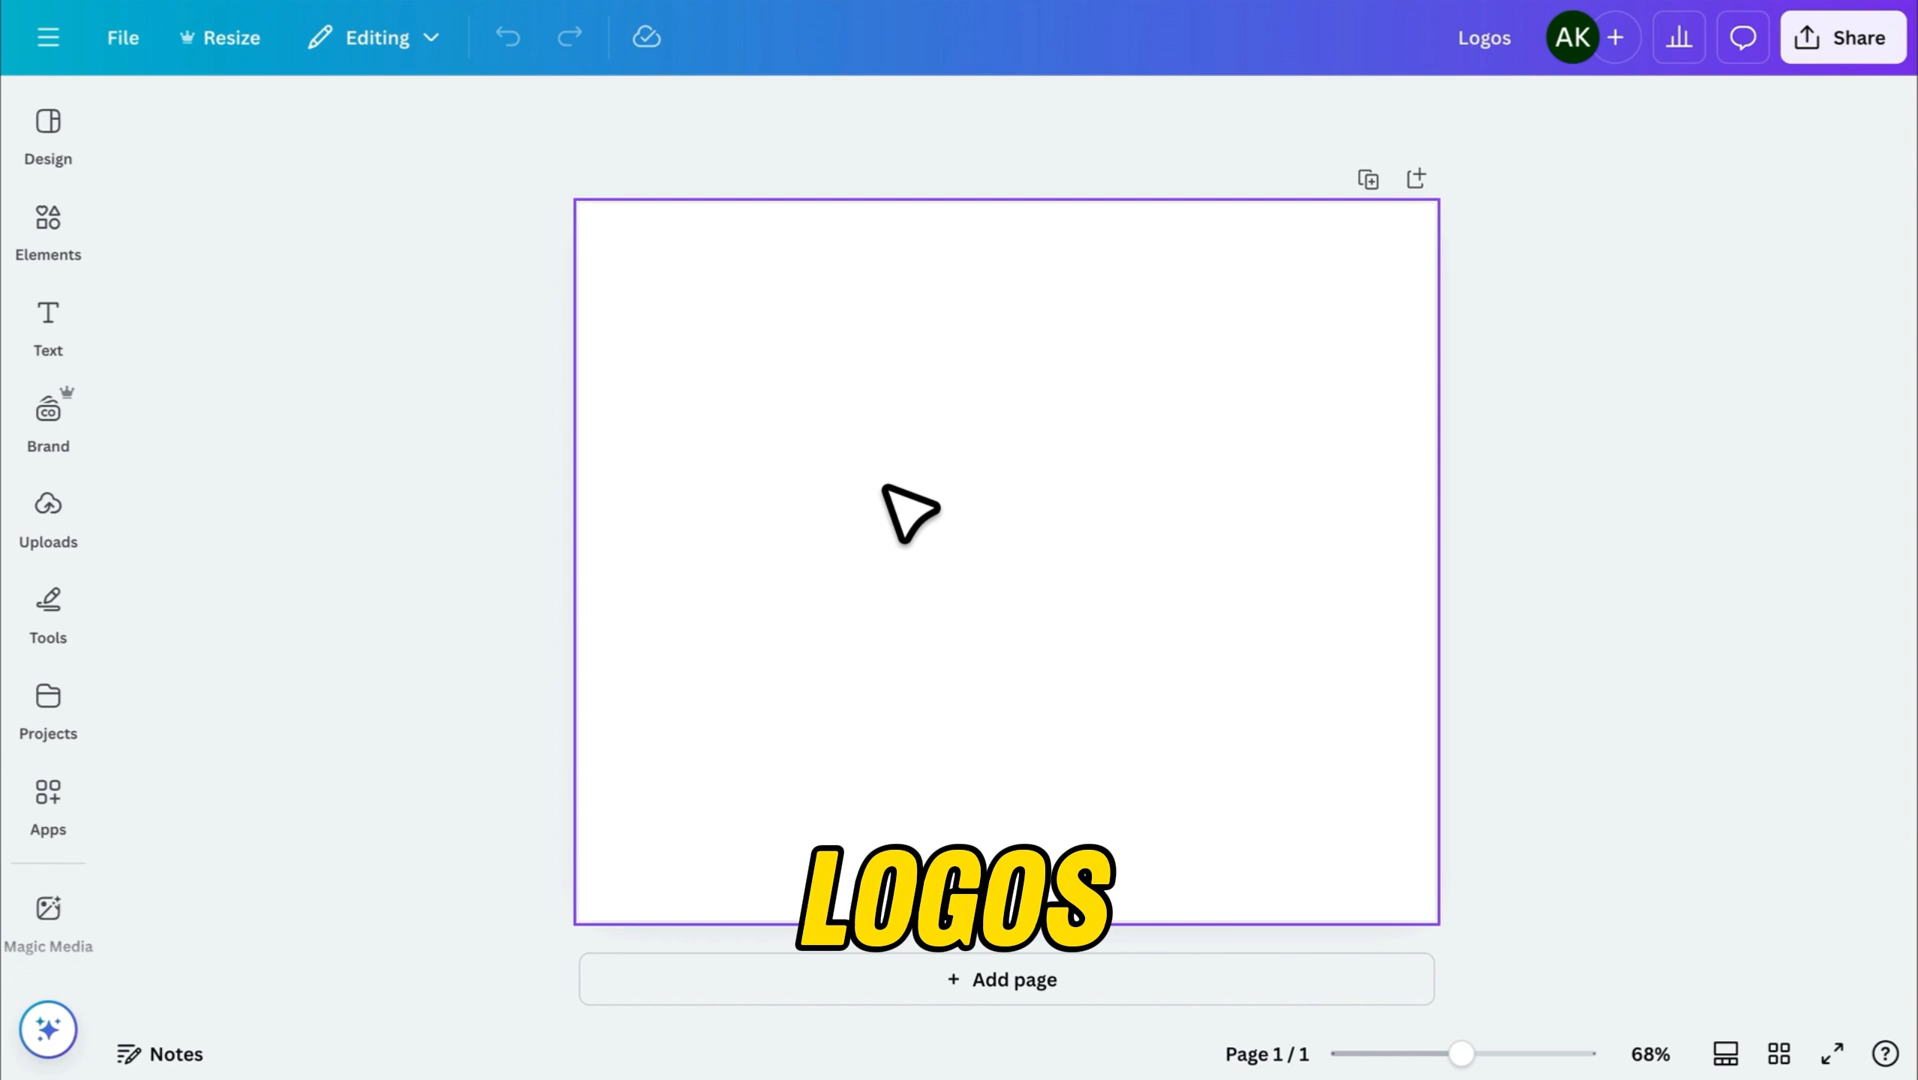 File
Resize
Editing
Logos
AK
Share
Design
Elements
Text
CO
Brand
Uploads
Tools
Projects
Apps
Magic Media
LOGOS
+ Add page
Notes
Page 1 / 1
68%